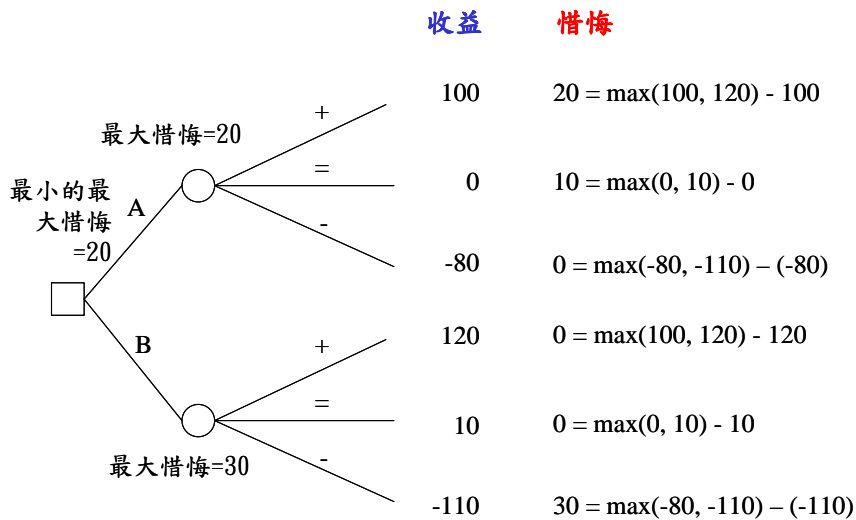 收益 惜悔
+ 100 20 = max(100, 120) - 100
最大惜悔=20
= 0 10 = max(0, 10) - 0
最小的最
大惜悔
=20
A
- -80 0 = max(-80, -110) – (-80)
B
+ 120 0 = max(100, 120) - 120
= 10 0 = max(0, 10) - 10
最大惜悔=30
- -110 30 = max(-80, -110) – (-110)